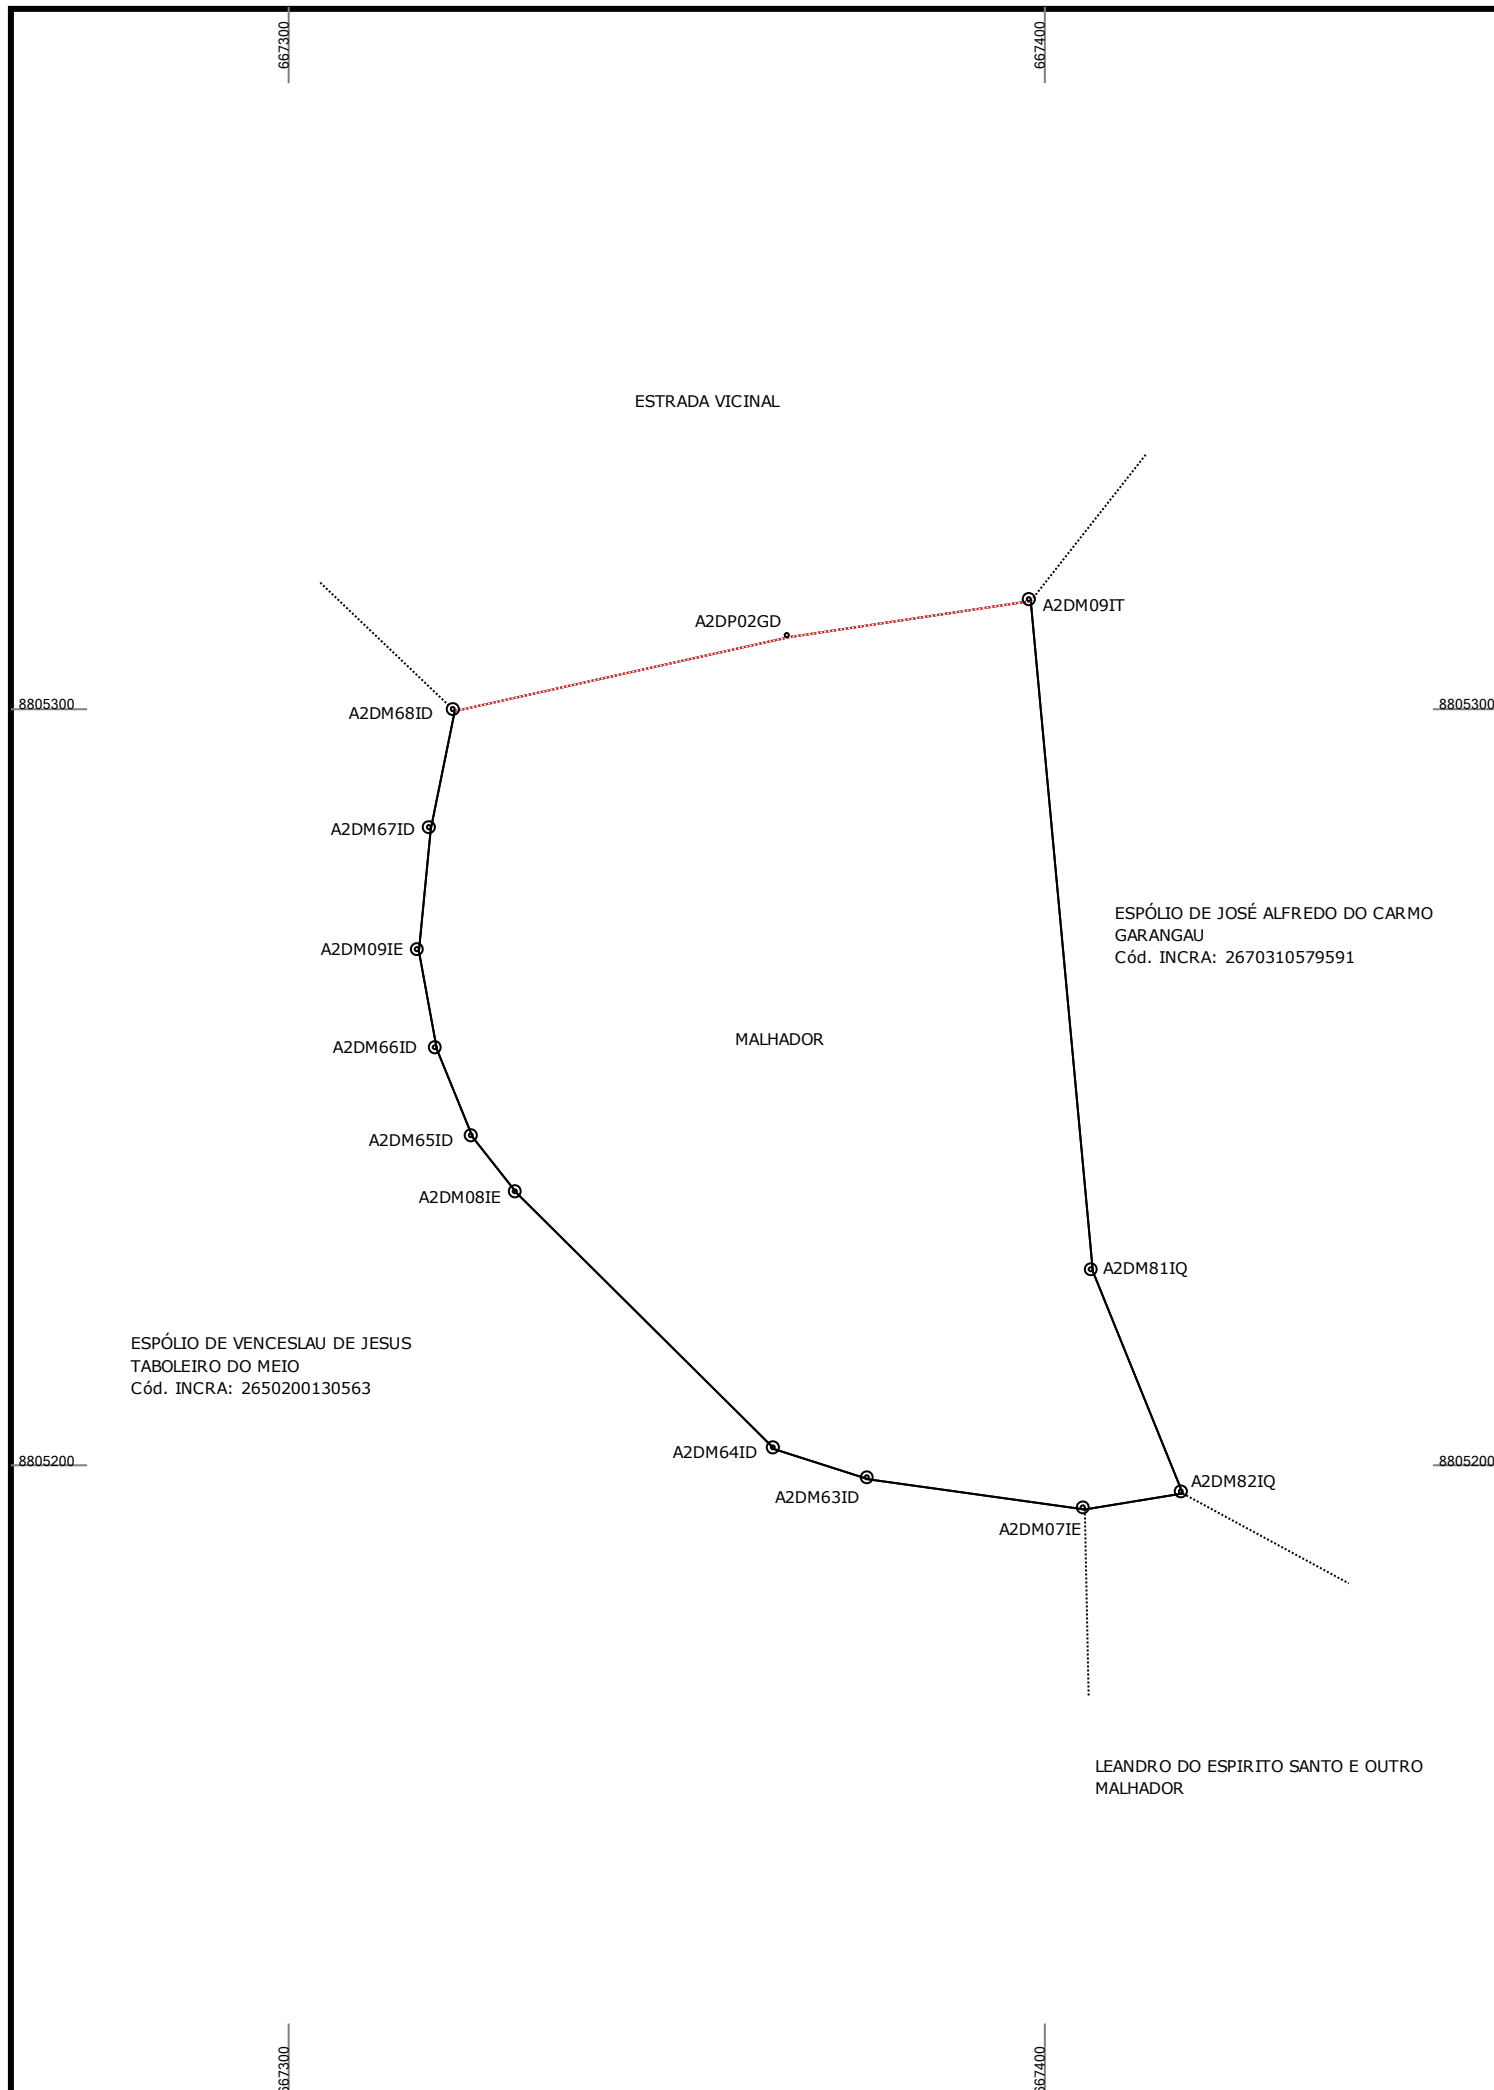 667300
667400
ESTRADA VICINAL
A2DM09IT
A2DP02GD
8805300
8805300
A2DM68ID
A2DM67ID
ESPÓLIO DE JOSÉ ALFREDO DO CARMO
GARANGAU
Cód. INCRA: 2670310579591
A2DM09IE
MALHADOR
A2DM66ID
A2DM65ID
A2DM08IE
A2DM81IQ
ESPÓLIO DE VENCESLAU DE JESUS
TABOLEIRO DO MEIO
Cód. INCRA: 2650200130563
A2DM64ID
8805200
8805200
A2DM82IQ
A2DM63ID
A2DM07IE
LEANDRO DO ESPIRITO SANTO E OUTRO
MALHADOR
667300
667400